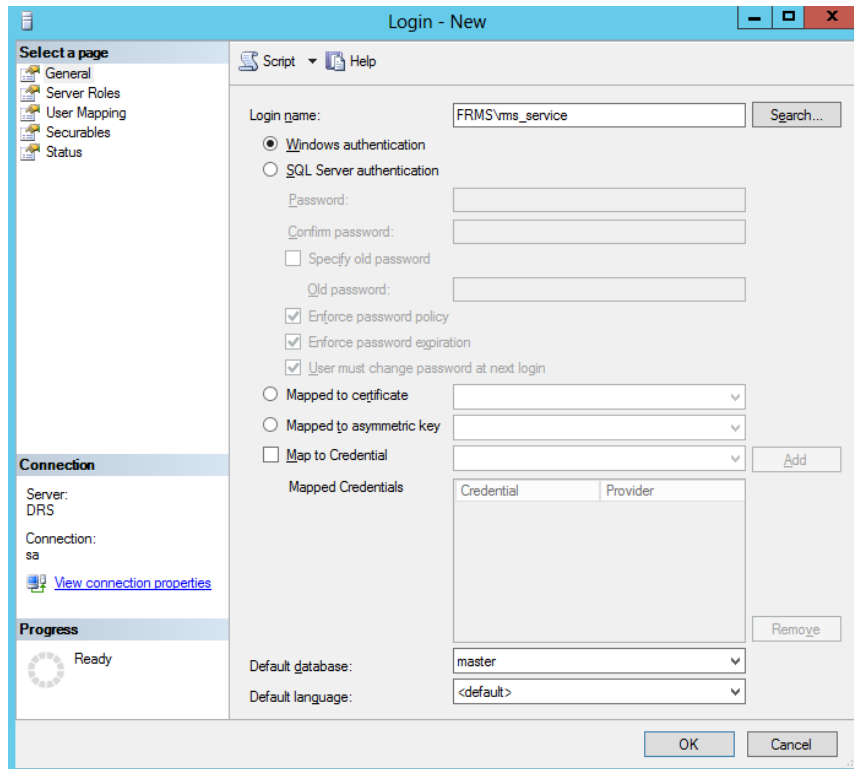 Login - New
Select a page
General
Server Roles
User Mapping
Securables
Status
Script Help
Login name: FRMS\rms_service Search...
Windows authentication
SQL Server authentication
Password:
Confirm password:
Specify old password
Old password:
Enforce password policy
Enforce password expiration
User must change password at next login
Mapped to certificate
Mapped to asymmetric key
Map to Credential Add
Mapped Credentials Credential Provider
Remove
Default database: master
Default language: <default>
Connection
Server:
DRS
Connection:
sa
View connection properties
Progress
Ready
OK Cancel